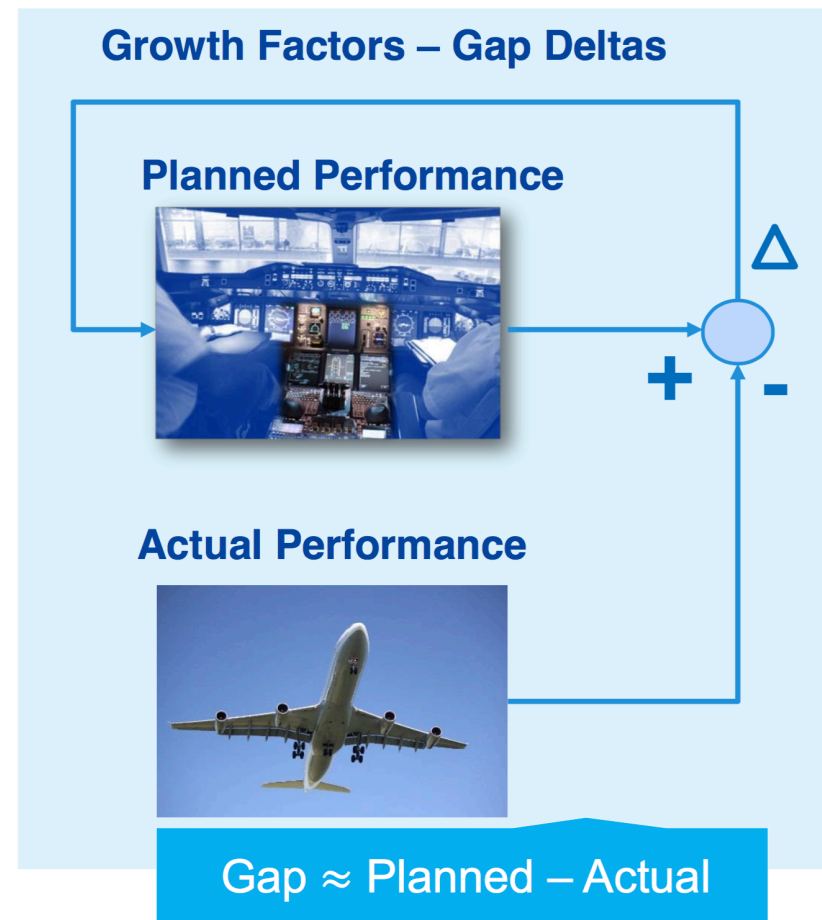 Growth Factors – Gap Deltas
Planned Performance
Δ
+
-
Actual Performance
Gap ≈ Planned – Actual